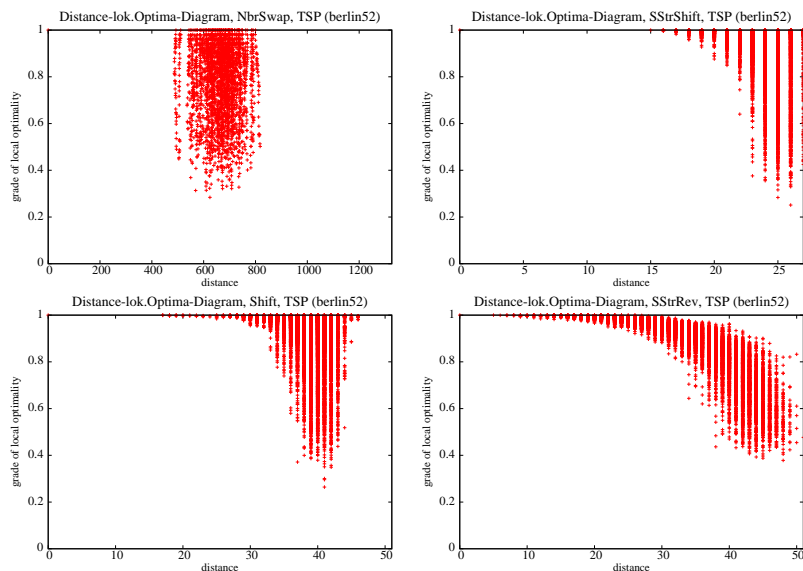 Distance-lok.Optima-Diagram, NbrSwap, TSP (berlin52)
1
0.8
0.6
0.4
0.2
0
grade of local optimality
0 200 400 600 800 1000 1200
distance
Distance-lok.Optima-Diagram, SStrShift, TSP (berlin52)
1
0.8
0.6
0.4
0.2
0
grade of local optimality
0 5 10 15 20 25
distance
Distance-lok.Optima-Diagram, Shift, TSP (berlin52)
1
0.8
0.6
0.4
0.2
0
grade of local optimality
0 10 20 30 40 50
distance
Distance-lok.Optima-Diagram, SStrRev, TSP (berlin52)
1
0.8
0.6
0.4
0.2
0
grade of local optimality
0 10 20 30 40 50
distance